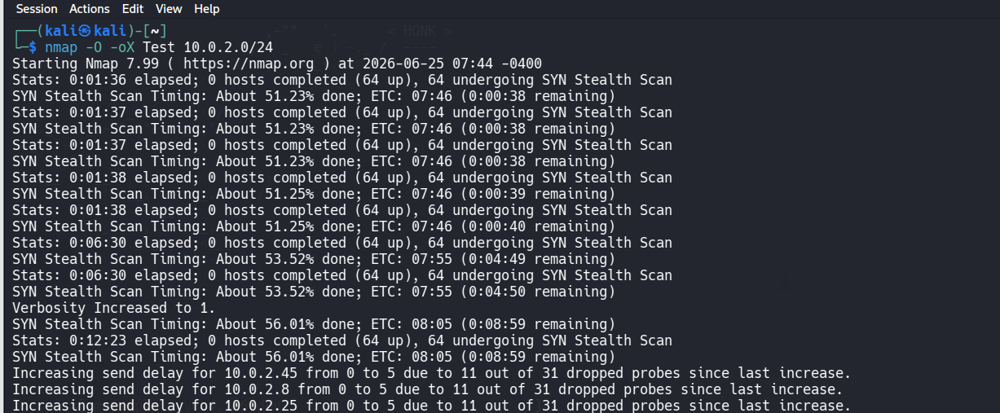 Session Actions Edit View Help
┌──(kali㉿kali)-[~]
└─$ nmap -O -oX Test 10.0.2.0/24
< HONK >
Starting Nmap 7.99 ( https://nmap.org ) at 2026-06-25 07:44 -0400
Stats: 0:01:36 elapsed; 0 hosts completed (64 up), 64 undergoing SYN Stealth Scan
SYN Stealth Scan Timing: About 51.23% done; ETC: 07:46 (0:00:38 remaining)
Stats: 0:01:37 elapsed; 0 hosts completed (64 up), 64 undergoing SYN Stealth Scan
SYN Stealth Scan Timing: About 51.23% done; ETC: 07:46 (0:00:38 remaining)
Stats: 0:01:37 elapsed; 0 hosts completed (64 up), 64 undergoing SYN Stealth Scan
SYN Stealth Scan Timing: About 51.23% done; ETC: 07:46 (0:00:38 remaining)
Stats: 0:01:38 elapsed; 0 hosts completed (64 up), 64 undergoing SYN Stealth Scan
SYN Stealth Scan Timing: About 51.25% done; ETC: 07:46 (0:00:39 remaining)
Stats: 0:01:38 elapsed; 0 hosts completed (64 up), 64 undergoing SYN Stealth Scan
SYN Stealth Scan Timing: About 51.25% done; ETC: 07:46 (0:00:40 remaining)
Stats: 0:06:30 elapsed; 0 hosts completed (64 up), 64 undergoing SYN Stealth Scan
SYN Stealth Scan Timing: About 53.52% done; ETC: 07:55 (0:04:49 remaining)
Stats: 0:06:30 elapsed; 0 hosts completed (64 up), 64 undergoing SYN Stealth Scan
SYN Stealth Scan Timing: About 53.52% done; ETC: 07:55 (0:04:50 remaining)
Verbosity Increased to 1.
SYN Stealth Scan Timing: About 56.01% done; ETC: 08:05 (0:08:59 remaining)
Stats: 0:12:23 elapsed; 0 hosts completed (64 up), 64 undergoing SYN Stealth Scan
SYN Stealth Scan Timing: About 56.01% done; ETC: 08:05 (0:08:59 remaining)
Increasing send delay for 10.0.2.45 from 0 to 5 due to 11 out of 31 dropped probes since last increase.
Increasing send delay for 10.0.2.8 from 0 to 5 due to 11 out of 31 dropped probes since last increase.
Increasing send delay for 10.0.2.25 from 0 to 5 due to 11 out of 31 dropped probes since last increase.